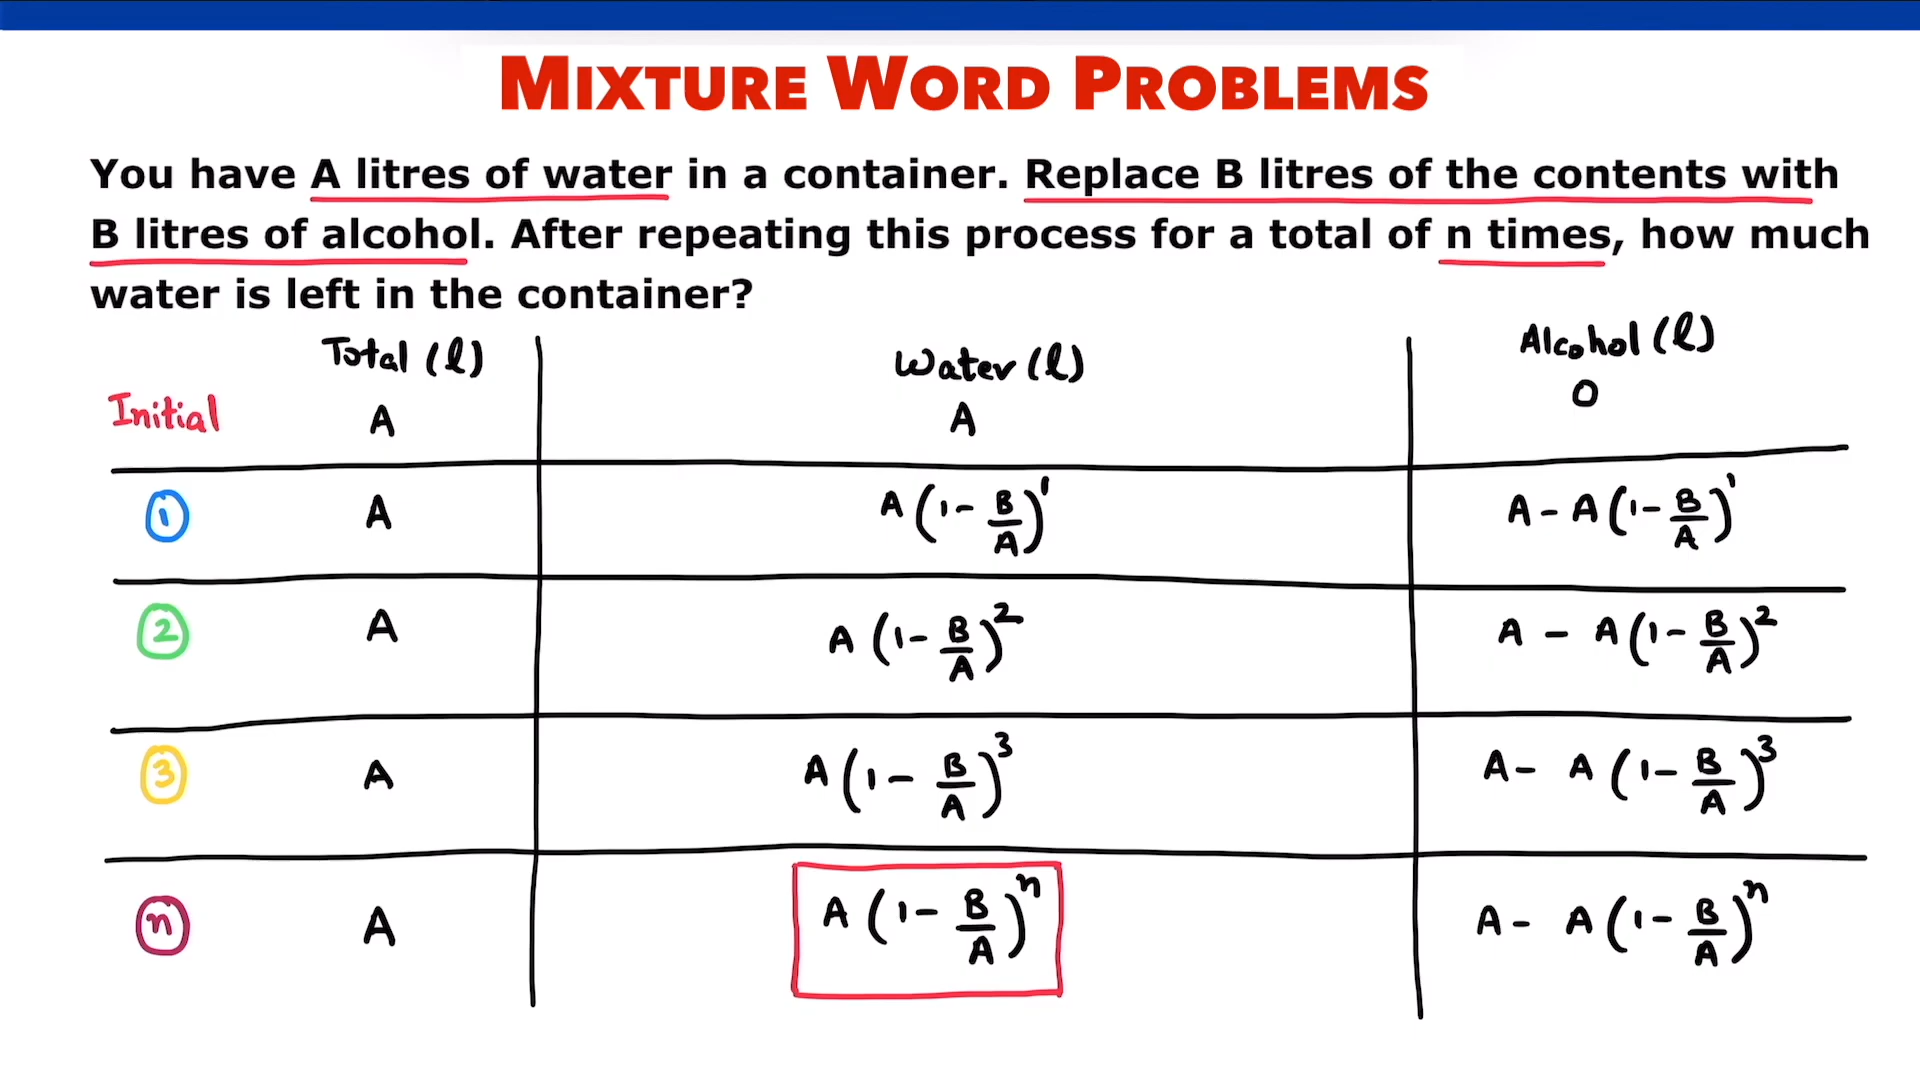 MIXTURE WORD PROBLEMS
You have A litres of water in a container. Replace B litres of the contents with
B litres of alcohol. After repeating this process for a total of n times, how much
water is left in the container?
Total (l) Water (l) Alcohol (l)
Initial A A 0
1 A A(1 - B/A)^1 A - A(1 - B/A)^1
2 A A(1 - B/A)^2 A - A(1 - B/A)^2
3 A A(1 - B/A)^3 A - A(1 - B/A)^3
n A A(1 - B/A)^n A - A(1 - B/A)^n